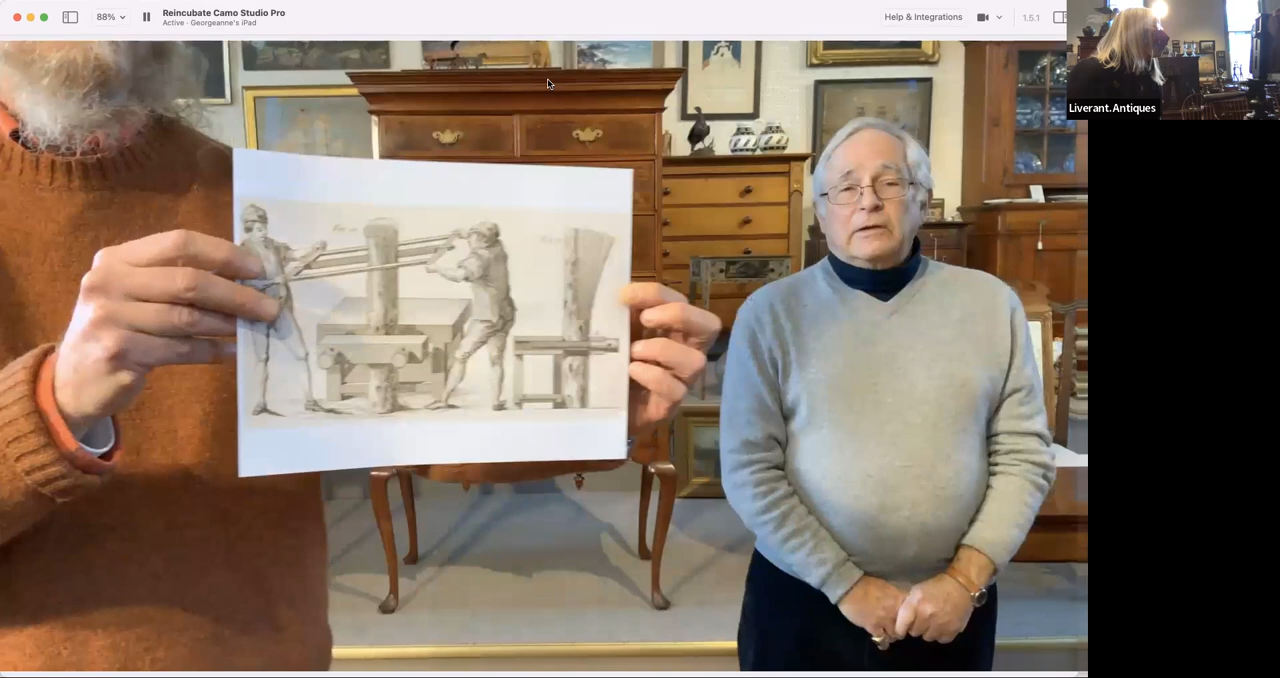 88%
Reincubate Camo Studio Pro
Active · Georgeanne's iPad
Help & Integrations
1.5.1
Liverant.Antiques